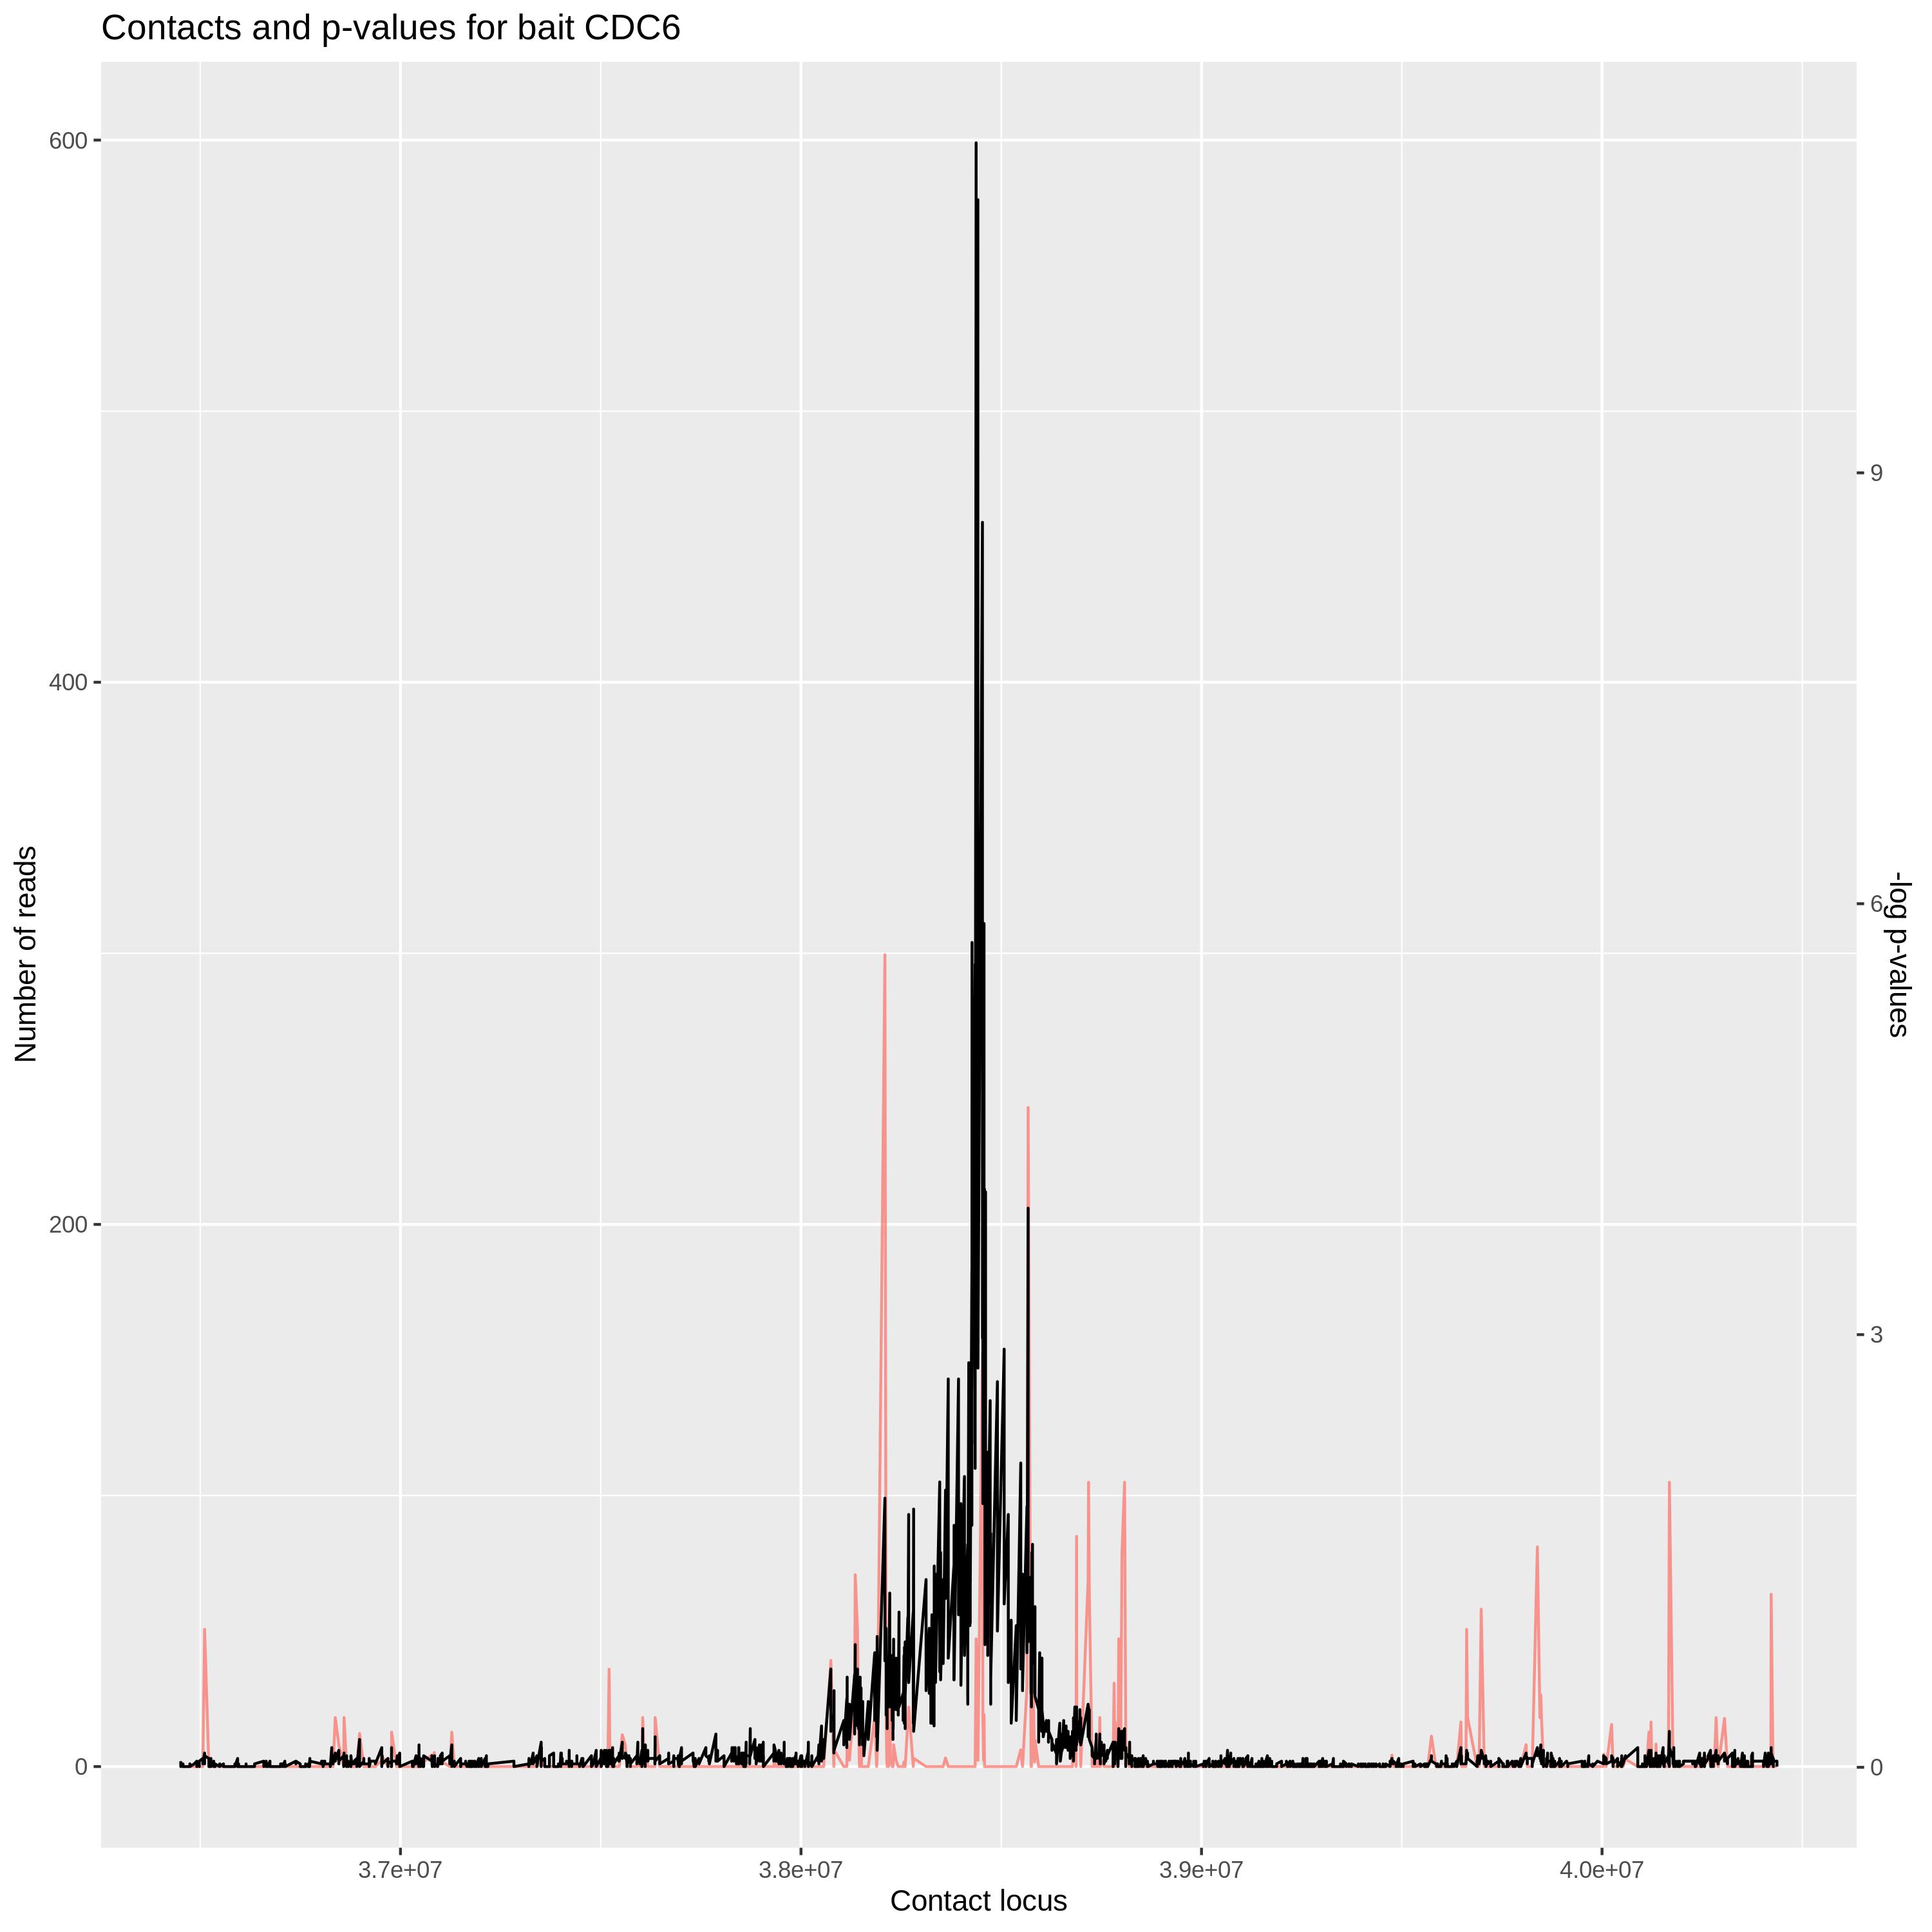 Contacts and p-values for bait CDC6
600
400
200
0
Number of reads
9
6
3
0
-log p-values
3.7e+07
3.8e+07
3.9e+07
4.0e+07
Contact locus